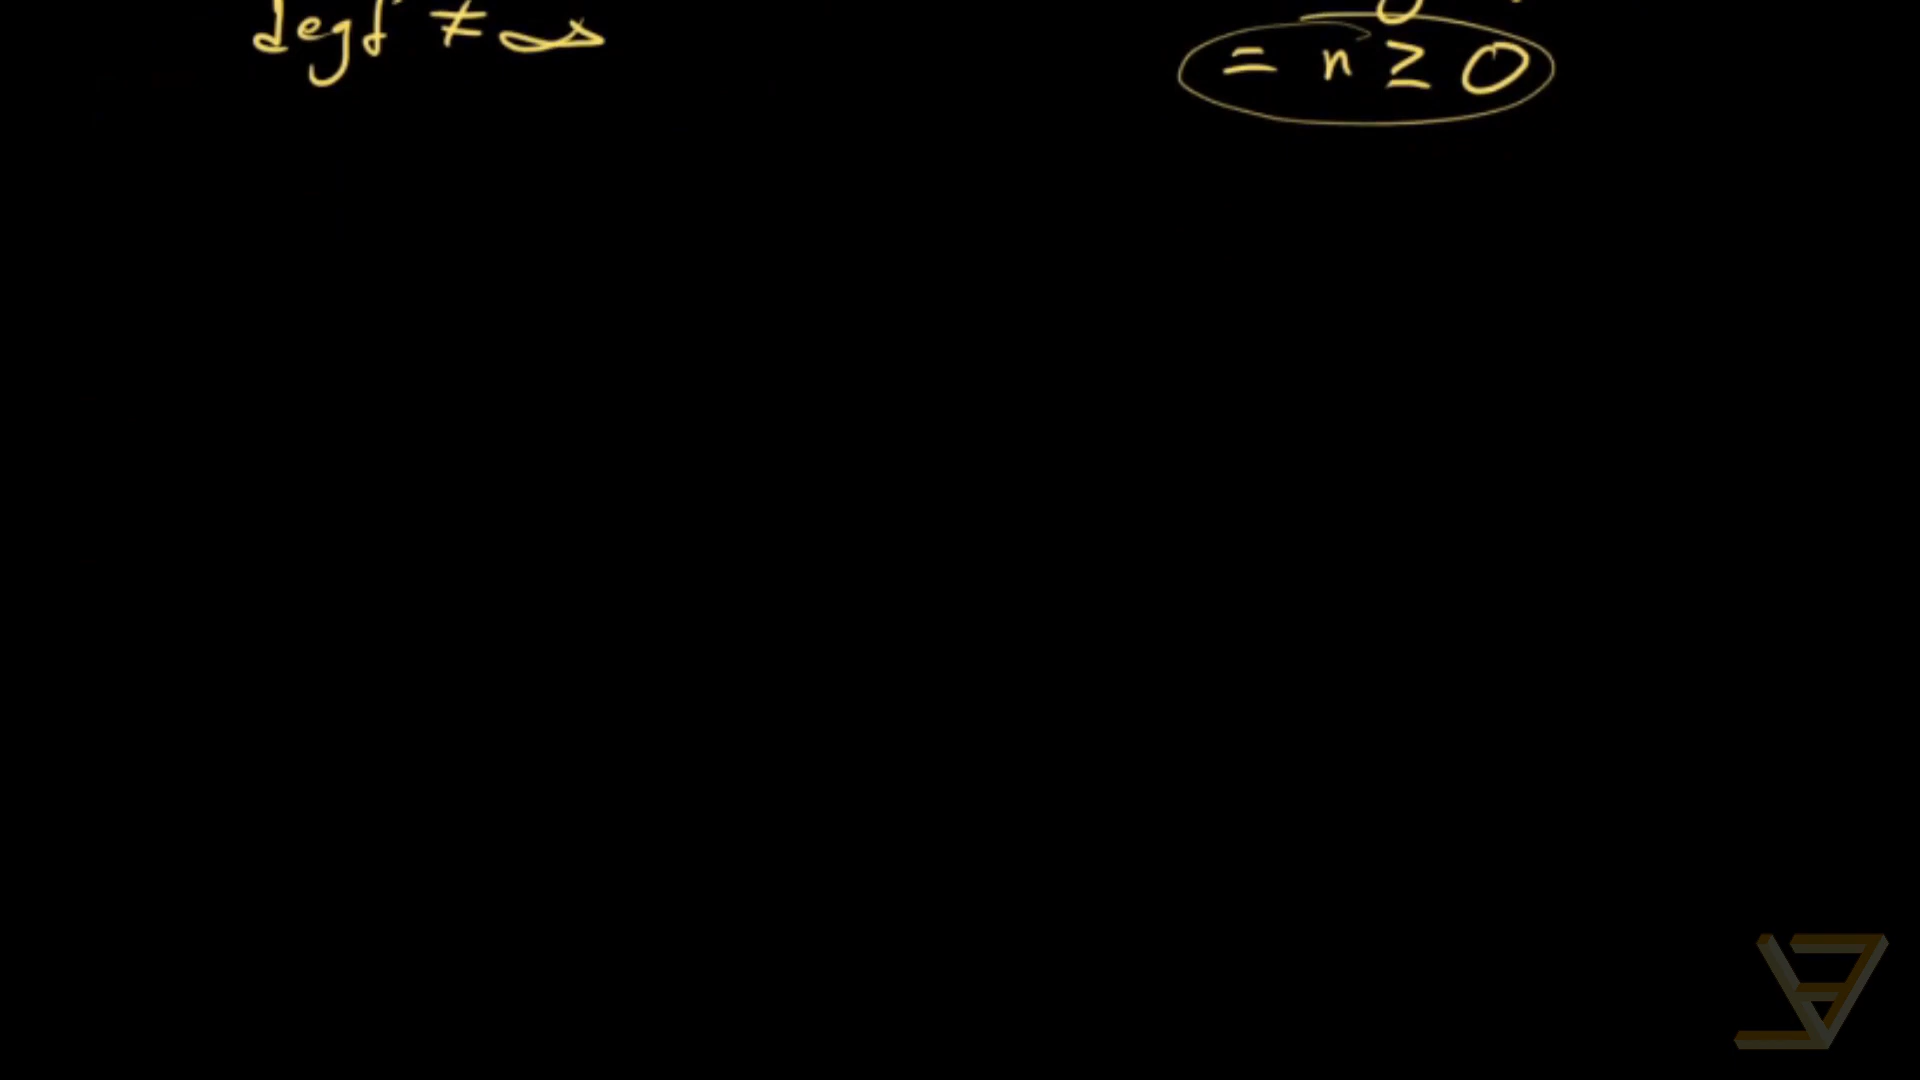 deg f ≠ ∞
= n ≥ 0